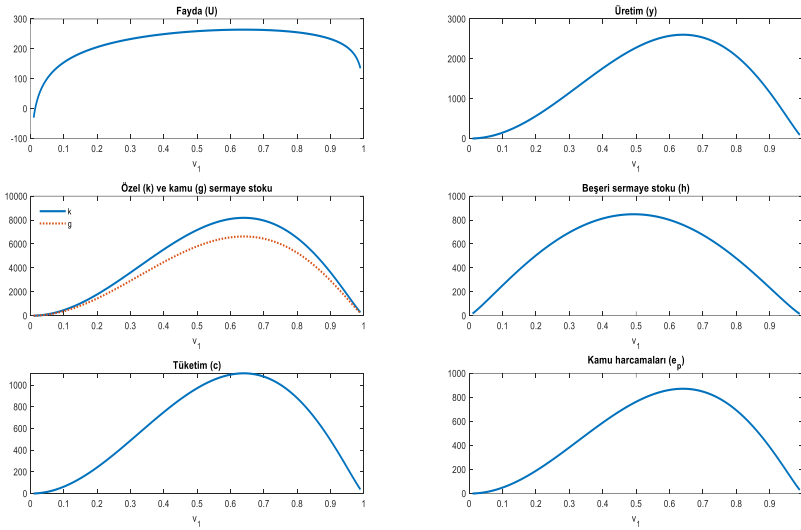 Fayda (U)
300
200
100
0
-100
0 0.1 0.2 0.3 0.4 0.5 0.6 0.7 0.8 0.9 1
v1
Üretim (y)
3000
2000
1000
0
0 0.1 0.2 0.3 0.4 0.5 0.6 0.7 0.8 0.9
v1
Özel (k) ve kamu (g) sermaye stoku
10000
8000
6000
4000
2000
0
k
g
0 0.1 0.2 0.3 0.4 0.5 0.6 0.7 0.8 0.9 1
v1
Beşeri sermaye stoku (h)
1000
800
600
400
200
0
0 0.1 0.2 0.3 0.4 0.5 0.6 0.7 0.8 0.9
v1
Tüketim (c)
1000
800
600
400
200
0
0 0.1 0.2 0.3 0.4 0.5 0.6 0.7 0.8 0.9 1
v1
Kamu harcamaları (ep)
1000
800
600
400
200
0
0 0.1 0.2 0.3 0.4 0.5 0.6 0.7 0.8 0.9
v1